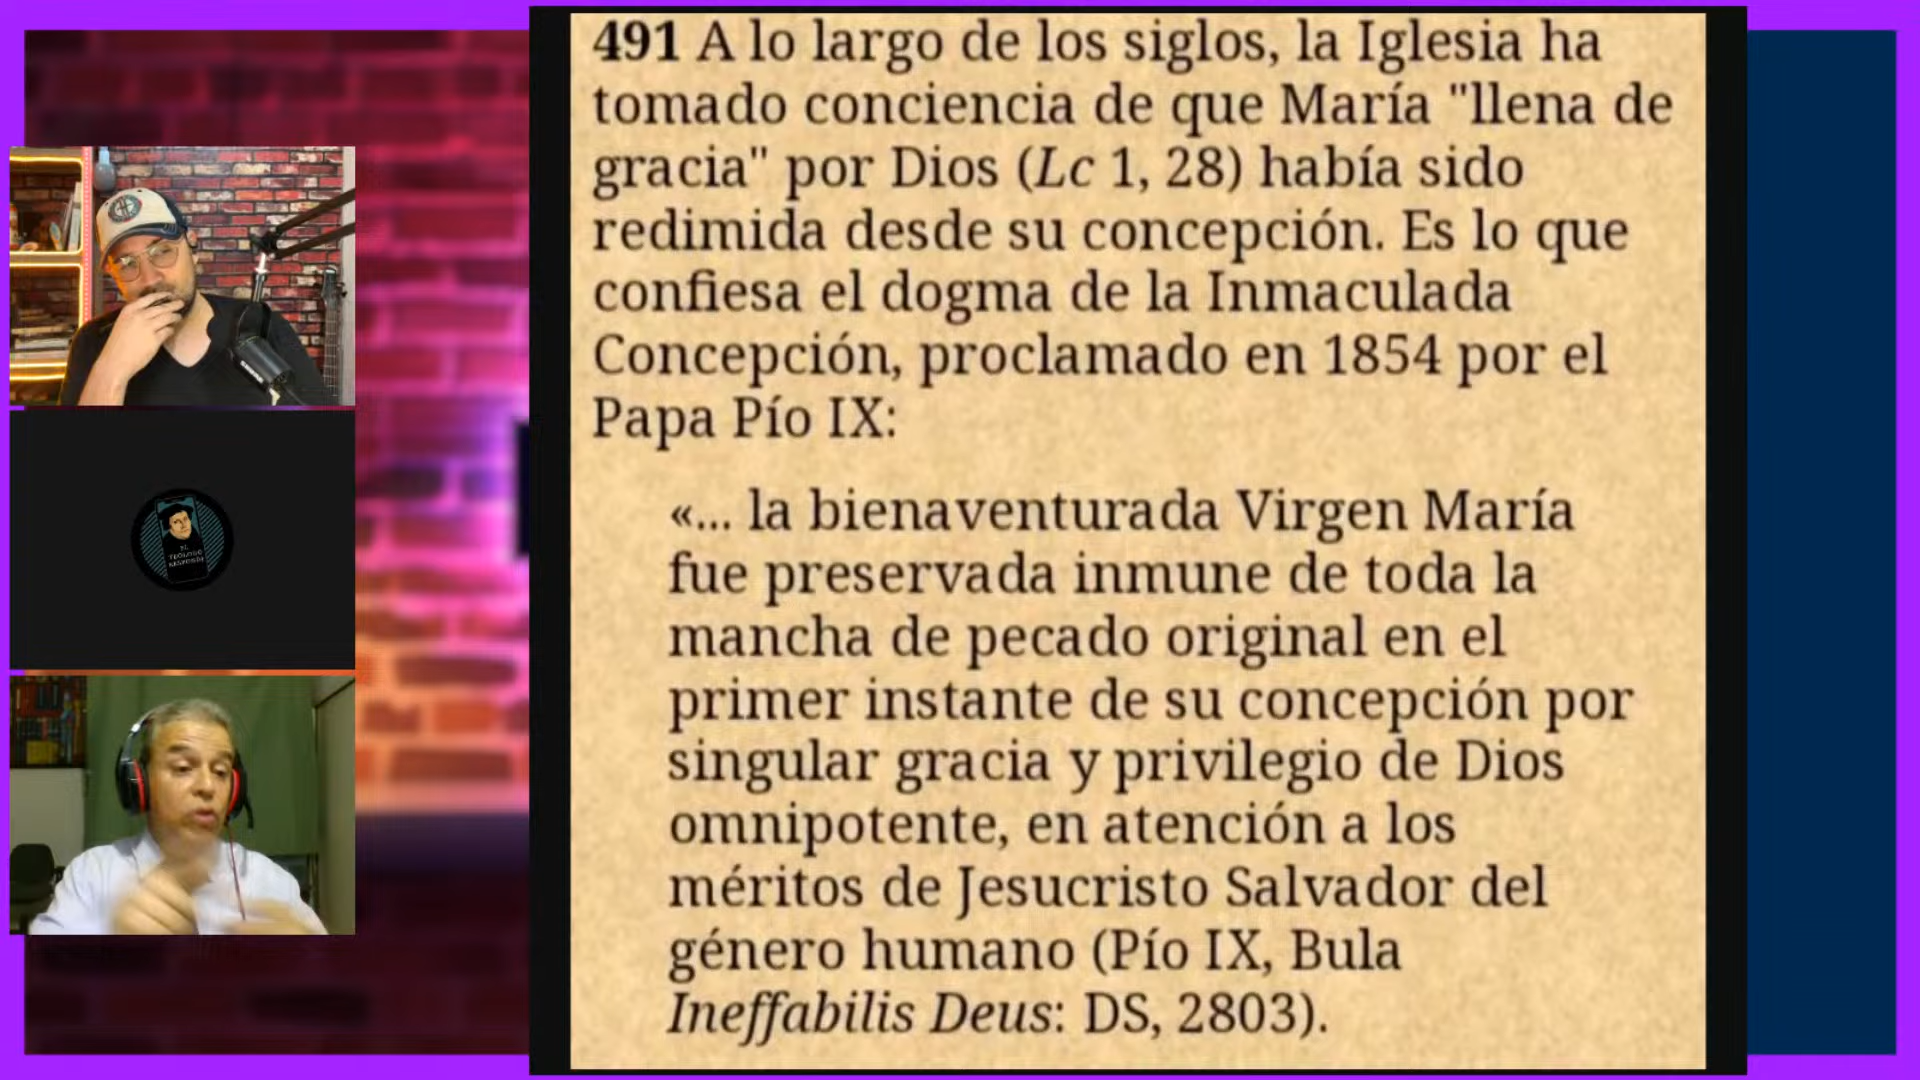 491 A lo largo de los siglos, la Iglesia ha
tomado conciencia de que María "llena de
gracia" por Dios (Lc 1, 28) había sido
redimida desde su concepción. Es lo que
confiesa el dogma de la Inmaculada
Concepción, proclamado en 1854 por el
Papa Pío IX:
«... la bienaventurada Virgen María
fue preservada inmune de toda la
mancha de pecado original en el
primer instante de su concepción por
singular gracia y privilegio de Dios
omnipotente, en atención a los
méritos de Jesucristo Salvador del
género humano (Pío IX, Bula
Ineffabilis Deus: DS, 2803).
EL
TEÓLOGO
RESPONDE